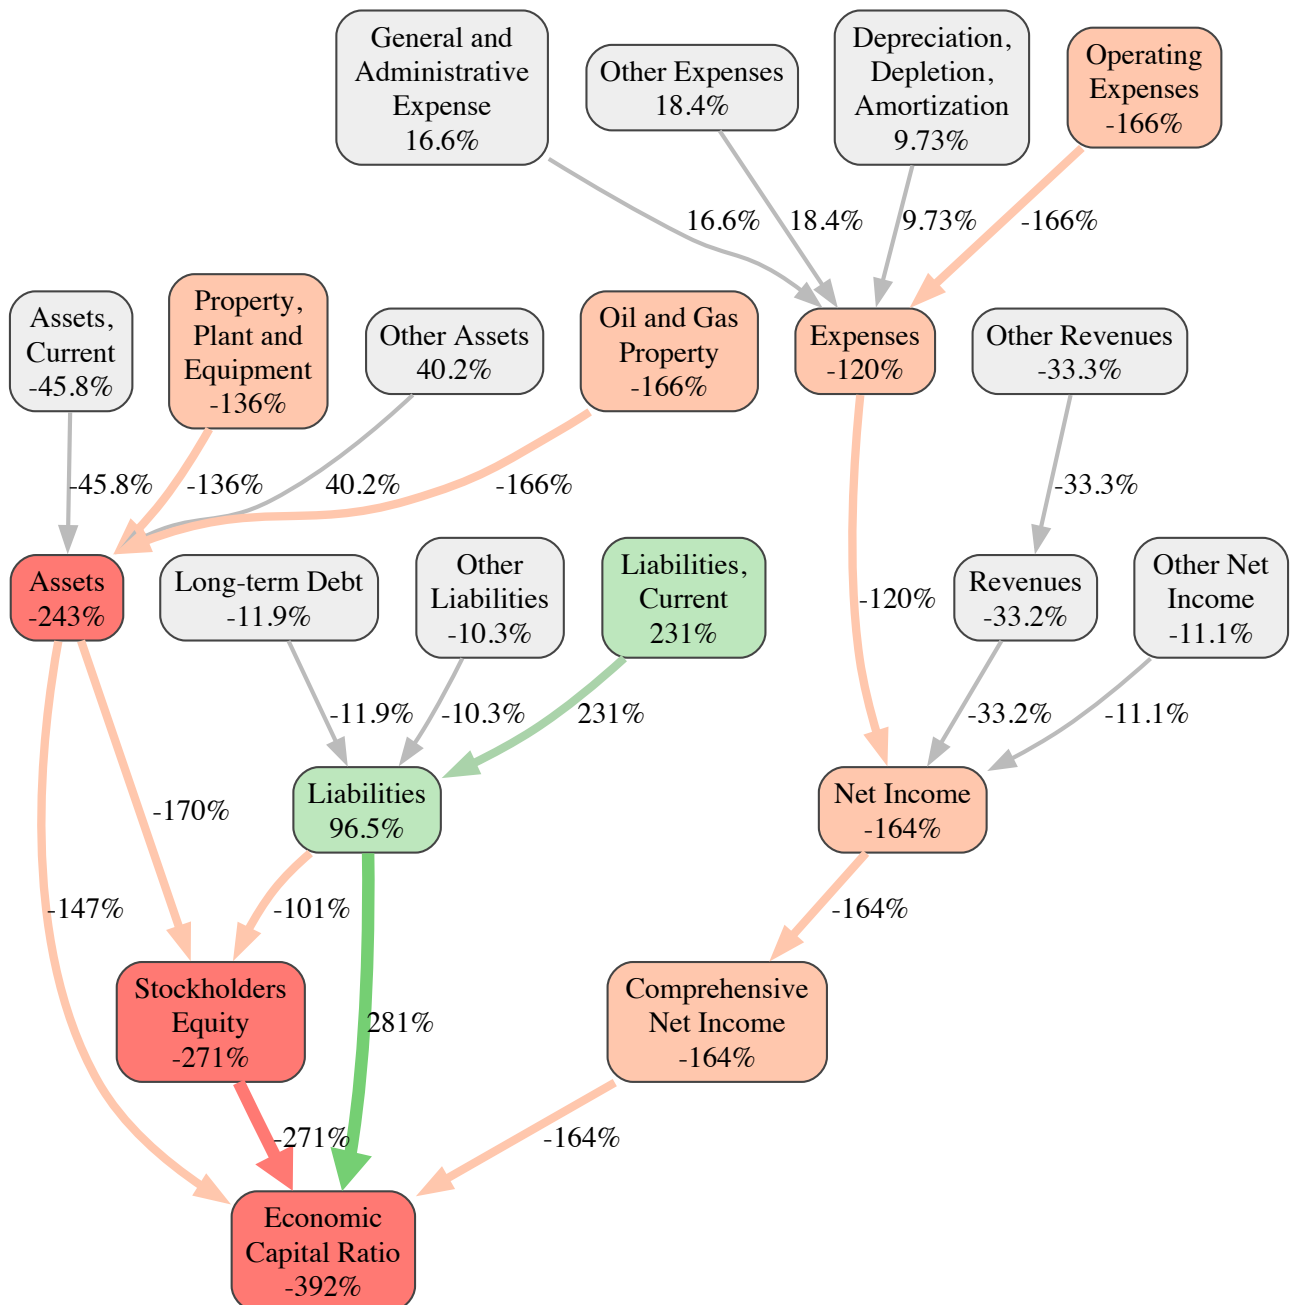 General and
Administrative
Expense
16.6%
Other Expenses
18.4%
Depreciation,
Depletion,
Amortization
9.73%
Operating
Expenses
-166%
16.6%
18.4%
9.73%
-166%
Assets,
Current
-45.8%
Property,
Plant and
Equipment
-136%
Other Assets
40.2%
Oil and Gas
Property
-166%
Expenses
-120%
Other Revenues
-33.3%
-45.8%
-136%
40.2%
-166%
-33.3%
Assets
-243%
Long-term Debt
-11.9%
Other
Liabilities
-10.3%
Liabilities,
Current
231%
-120%
Revenues
-33.2%
Other Net
Income
-11.1%
-11.9%
-10.3%
231%
-33.2%
-11.1%
-170%
Liabilities
96.5%
Net Income
-164%
-147%
-101%
-164%
Stockholders
Equity
-271%
281%
Comprehensive
Net Income
-164%
-271%
-164%
Economic
Capital Ratio
-392%